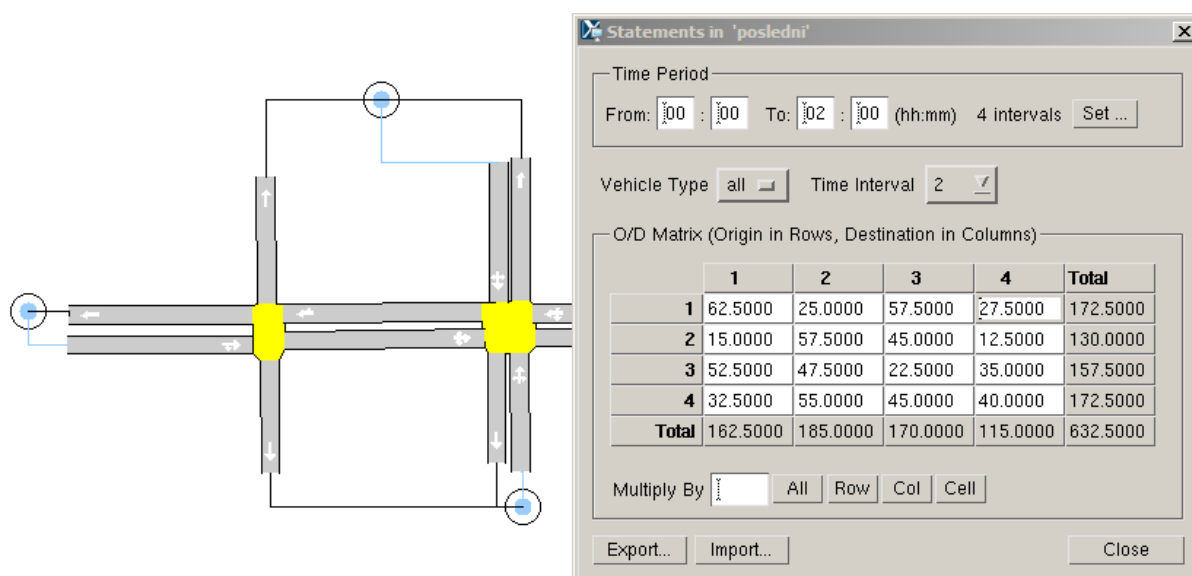 Statements in 'posledni'
Time Period
From: 00 : 00 To: 02 : 00 (hh:mm) 4 intervals Set ...
Vehicle Type all Time Interval 2
O/D Matrix (Origin in Rows, Destination in Columns)
1 2 3 4 Total
1 62.5000 25.0000 57.5000 27.5000 172.5000
2 15.0000 57.5000 45.0000 12.5000 130.0000
3 52.5000 47.5000 22.5000 35.0000 157.5000
4 32.5000 55.0000 45.0000 40.0000 172.5000
Total 162.5000 185.0000 170.0000 115.0000 632.5000
Multiply By All Row Col Cell
Export... Import... Close